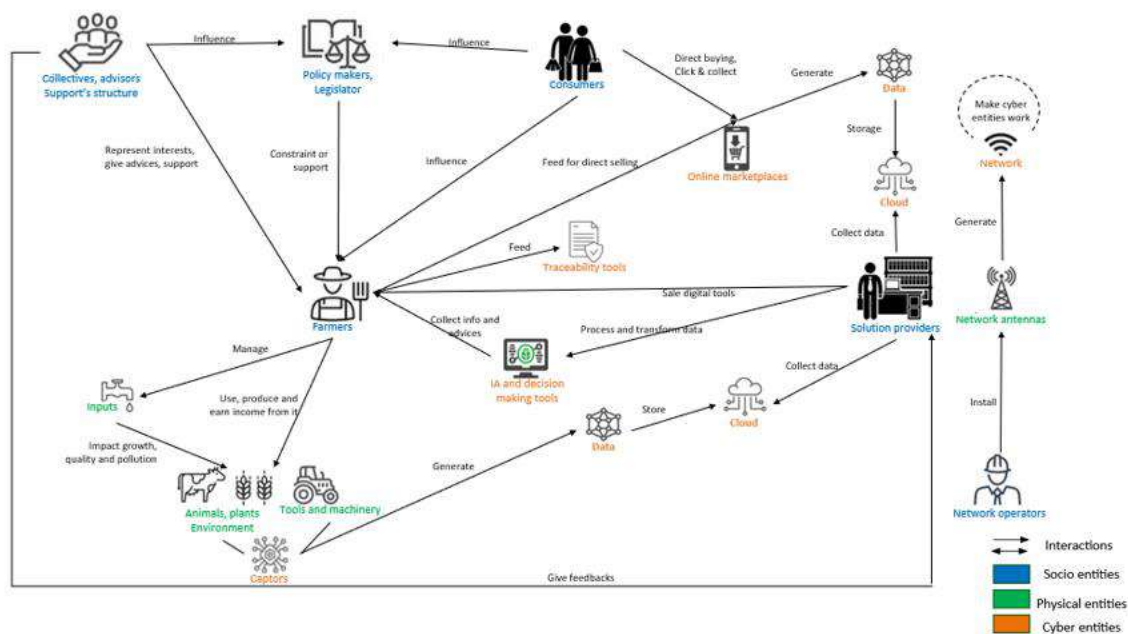 Influence
Influence
Collectives, advisors
Support's structure
Policy makers,
Legislator
Consumers
Direct buying,
Click & collect
Generate
Data
Make cyber
entities work
Network
Storage
Represent interests,
give advices, support
Constraint or
support
Influence
Feed for direct selling
Online marketplaces
Cloud
Collect data
Generate
Feed
Traceability tools
Farmers
Sale digital tools
Solution providers
Network antennas
Collect info and
advices
Process and transform data
Manage
IA and decision
making tools
Collect data
Inputs
Use, produce and
earn income from it
Store
Cloud
Install
Data
Impact growth,
quality and pollution
Generate
Animals, plants
Environment
Tools and machinery
Network operators
Captors
Give feedbacks
Interactions
Socio entities
Physical entities
Cyber entities